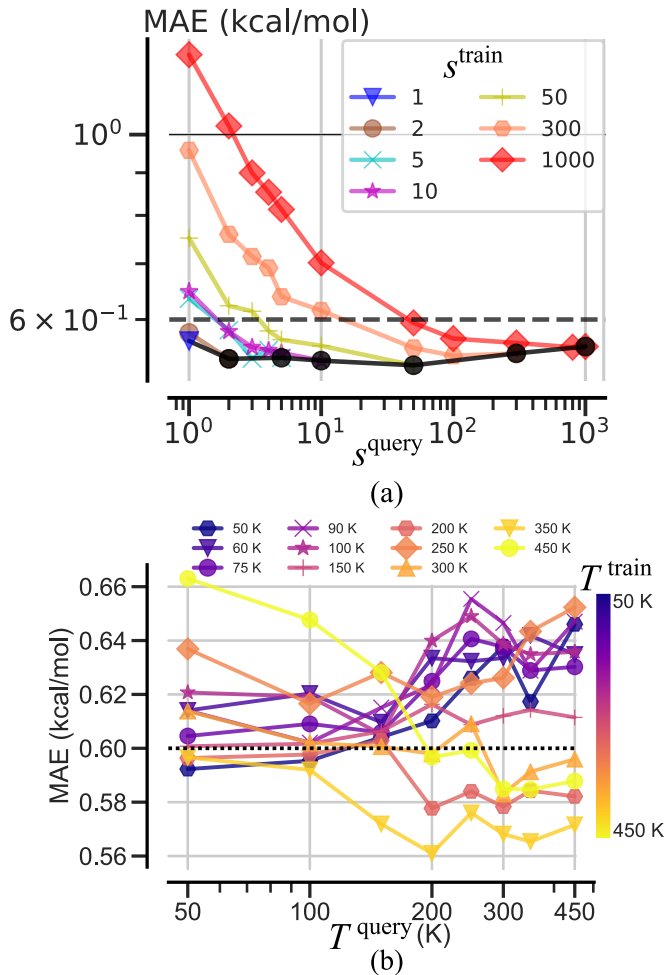 MAE (kcal/mol)
s^train
1
2
5
10
50
300
1000
10^0
6 × 10^-1
10^0 10^1 10^2 10^3
s^query
(a)
50 K 90 K 200 K 350 K
60 K 100 K 250 K 450 K
75 K 150 K 300 K
T^train
MAE (kcal/mol)
0.66
0.64
0.62
0.60
0.58
0.56
50 K
450 K
50 100 200 300 450
T^query (K)
(b)